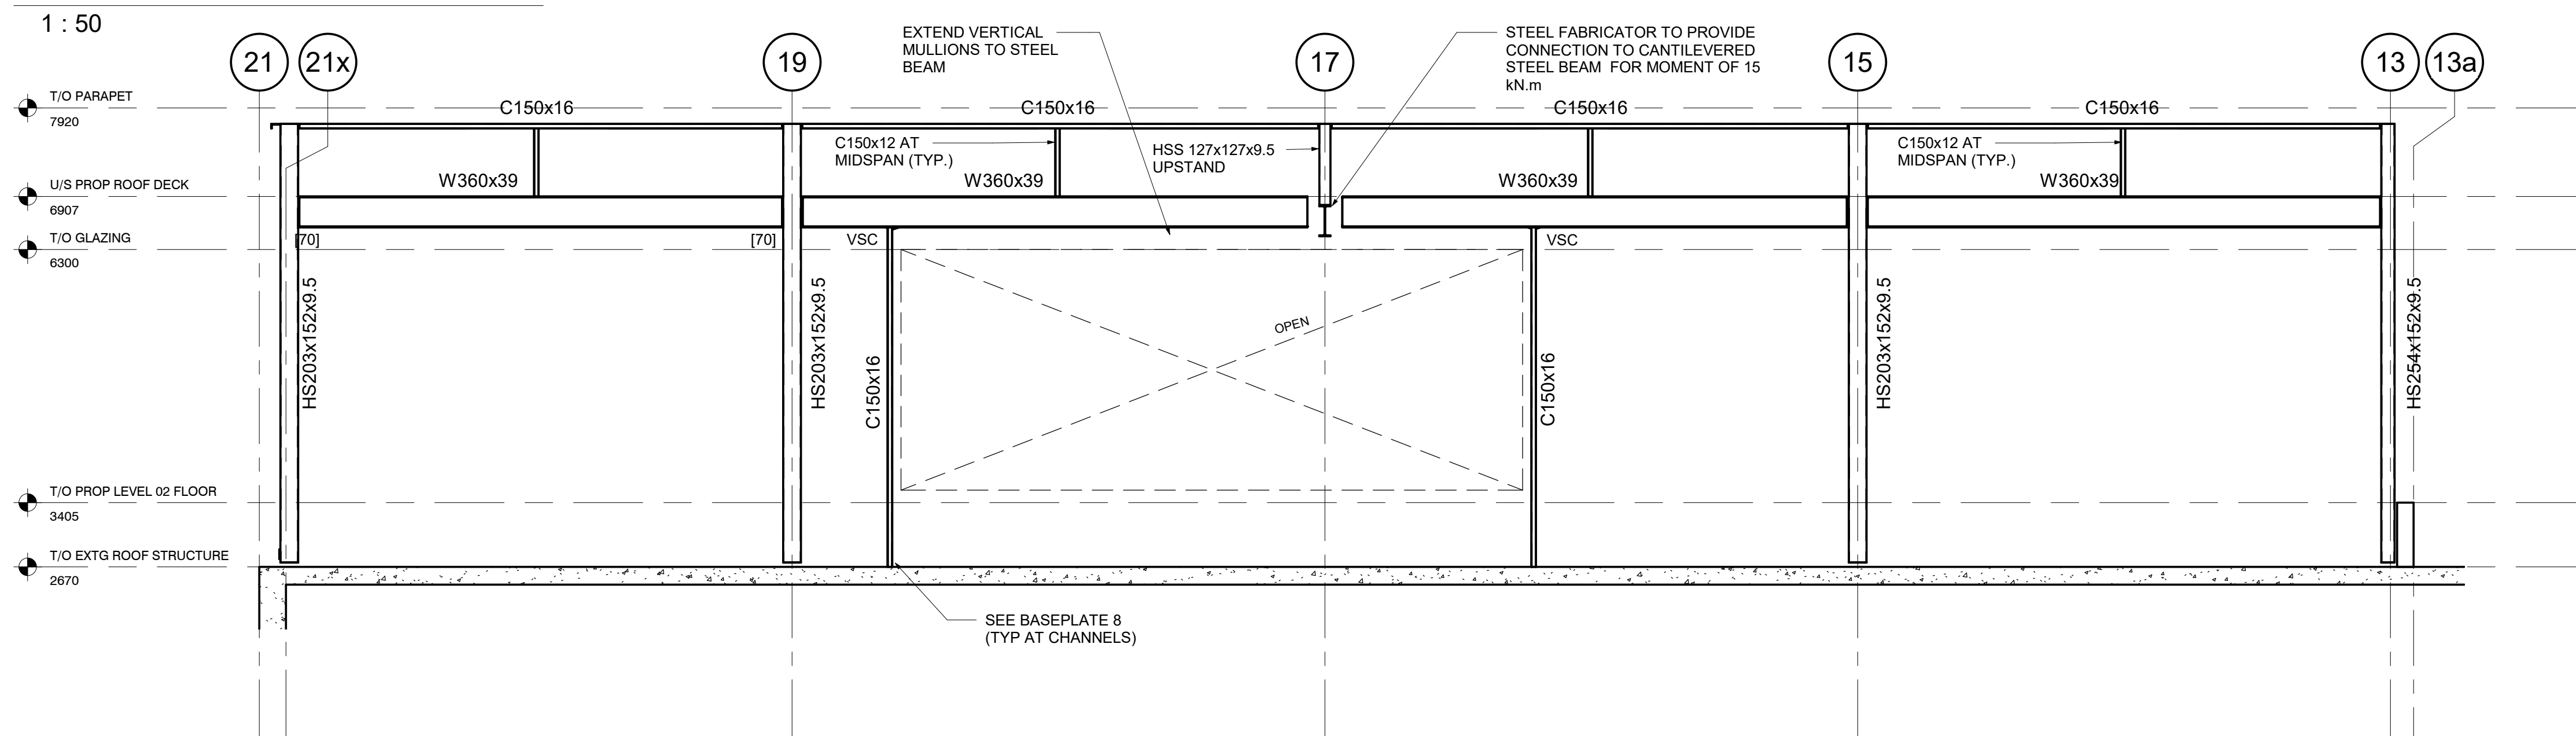 1 : 50
21
21x
19
17
15
13
13a
EXTEND VERTICAL
MULLIONS TO STEEL
BEAM
STEEL FABRICATOR TO PROVIDE
CONNECTION TO CANTILEVERED
STEEL BEAM FOR MOMENT OF 15
kN.m
T/O PARAPET
7920
C150x16
C150x16
C150x16
C150x16
C150x12 AT
MIDSPAN (TYP.)
HSS 127x127x9.5
UPSTAND
C150x12 AT
MIDSPAN (TYP.)
U/S PROP ROOF DECK
6907
W360x39
W360x39
W360x39
W360x39
T/O GLAZING
6300
[70]
[70]
VSC
VSC
HS203x152x9.5
HS203x152x9.5
C150x16
OPEN
C150x16
HS203x152x9.5
HS254x152x9.5
T/O PROP LEVEL 02 FLOOR
3405
T/O EXTG ROOF STRUCTURE
2670
SEE BASEPLATE 8
(TYP AT CHANNELS)